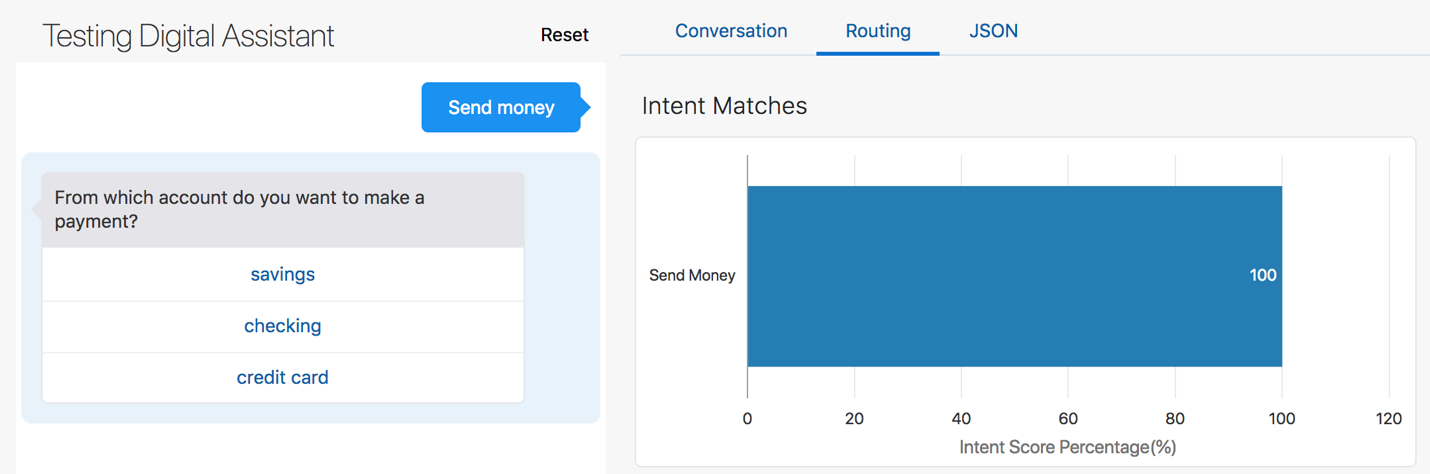 Testing Digital Assistant
Reset
Send money
From which account do you want to make a
payment?
savings
checking
credit card
Conversation
Routing
JSON
Intent Matches
Send Money
100
0 20 40 60 80 100 120
Intent Score Percentage(%)